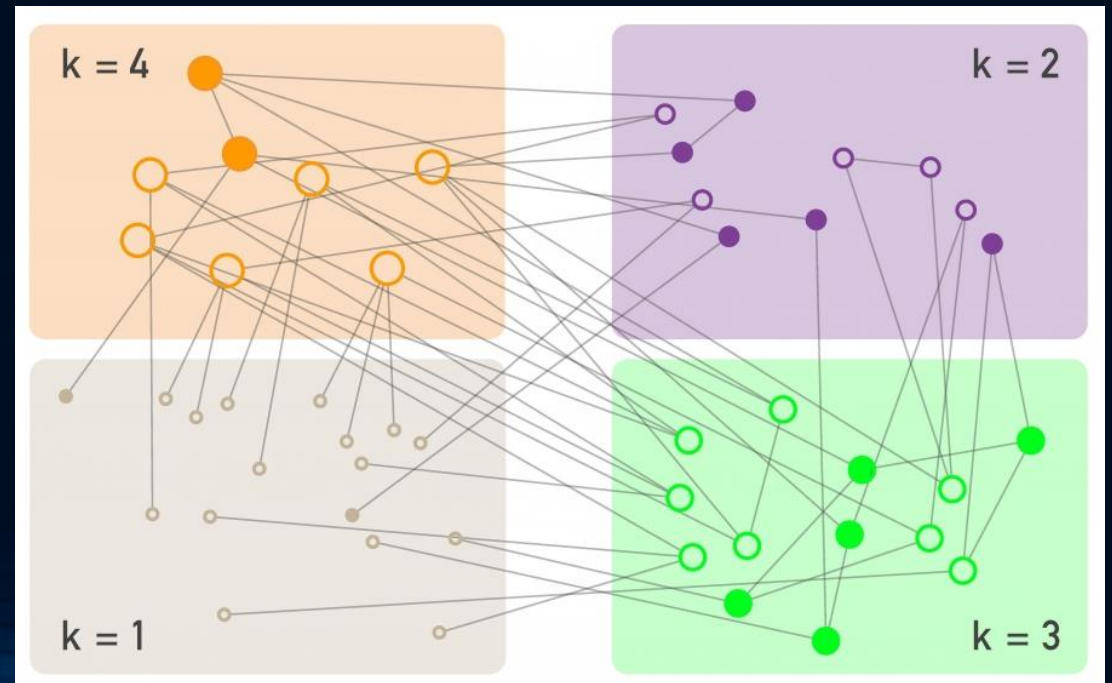 k = 4
k = 2
k = 1
k = 3